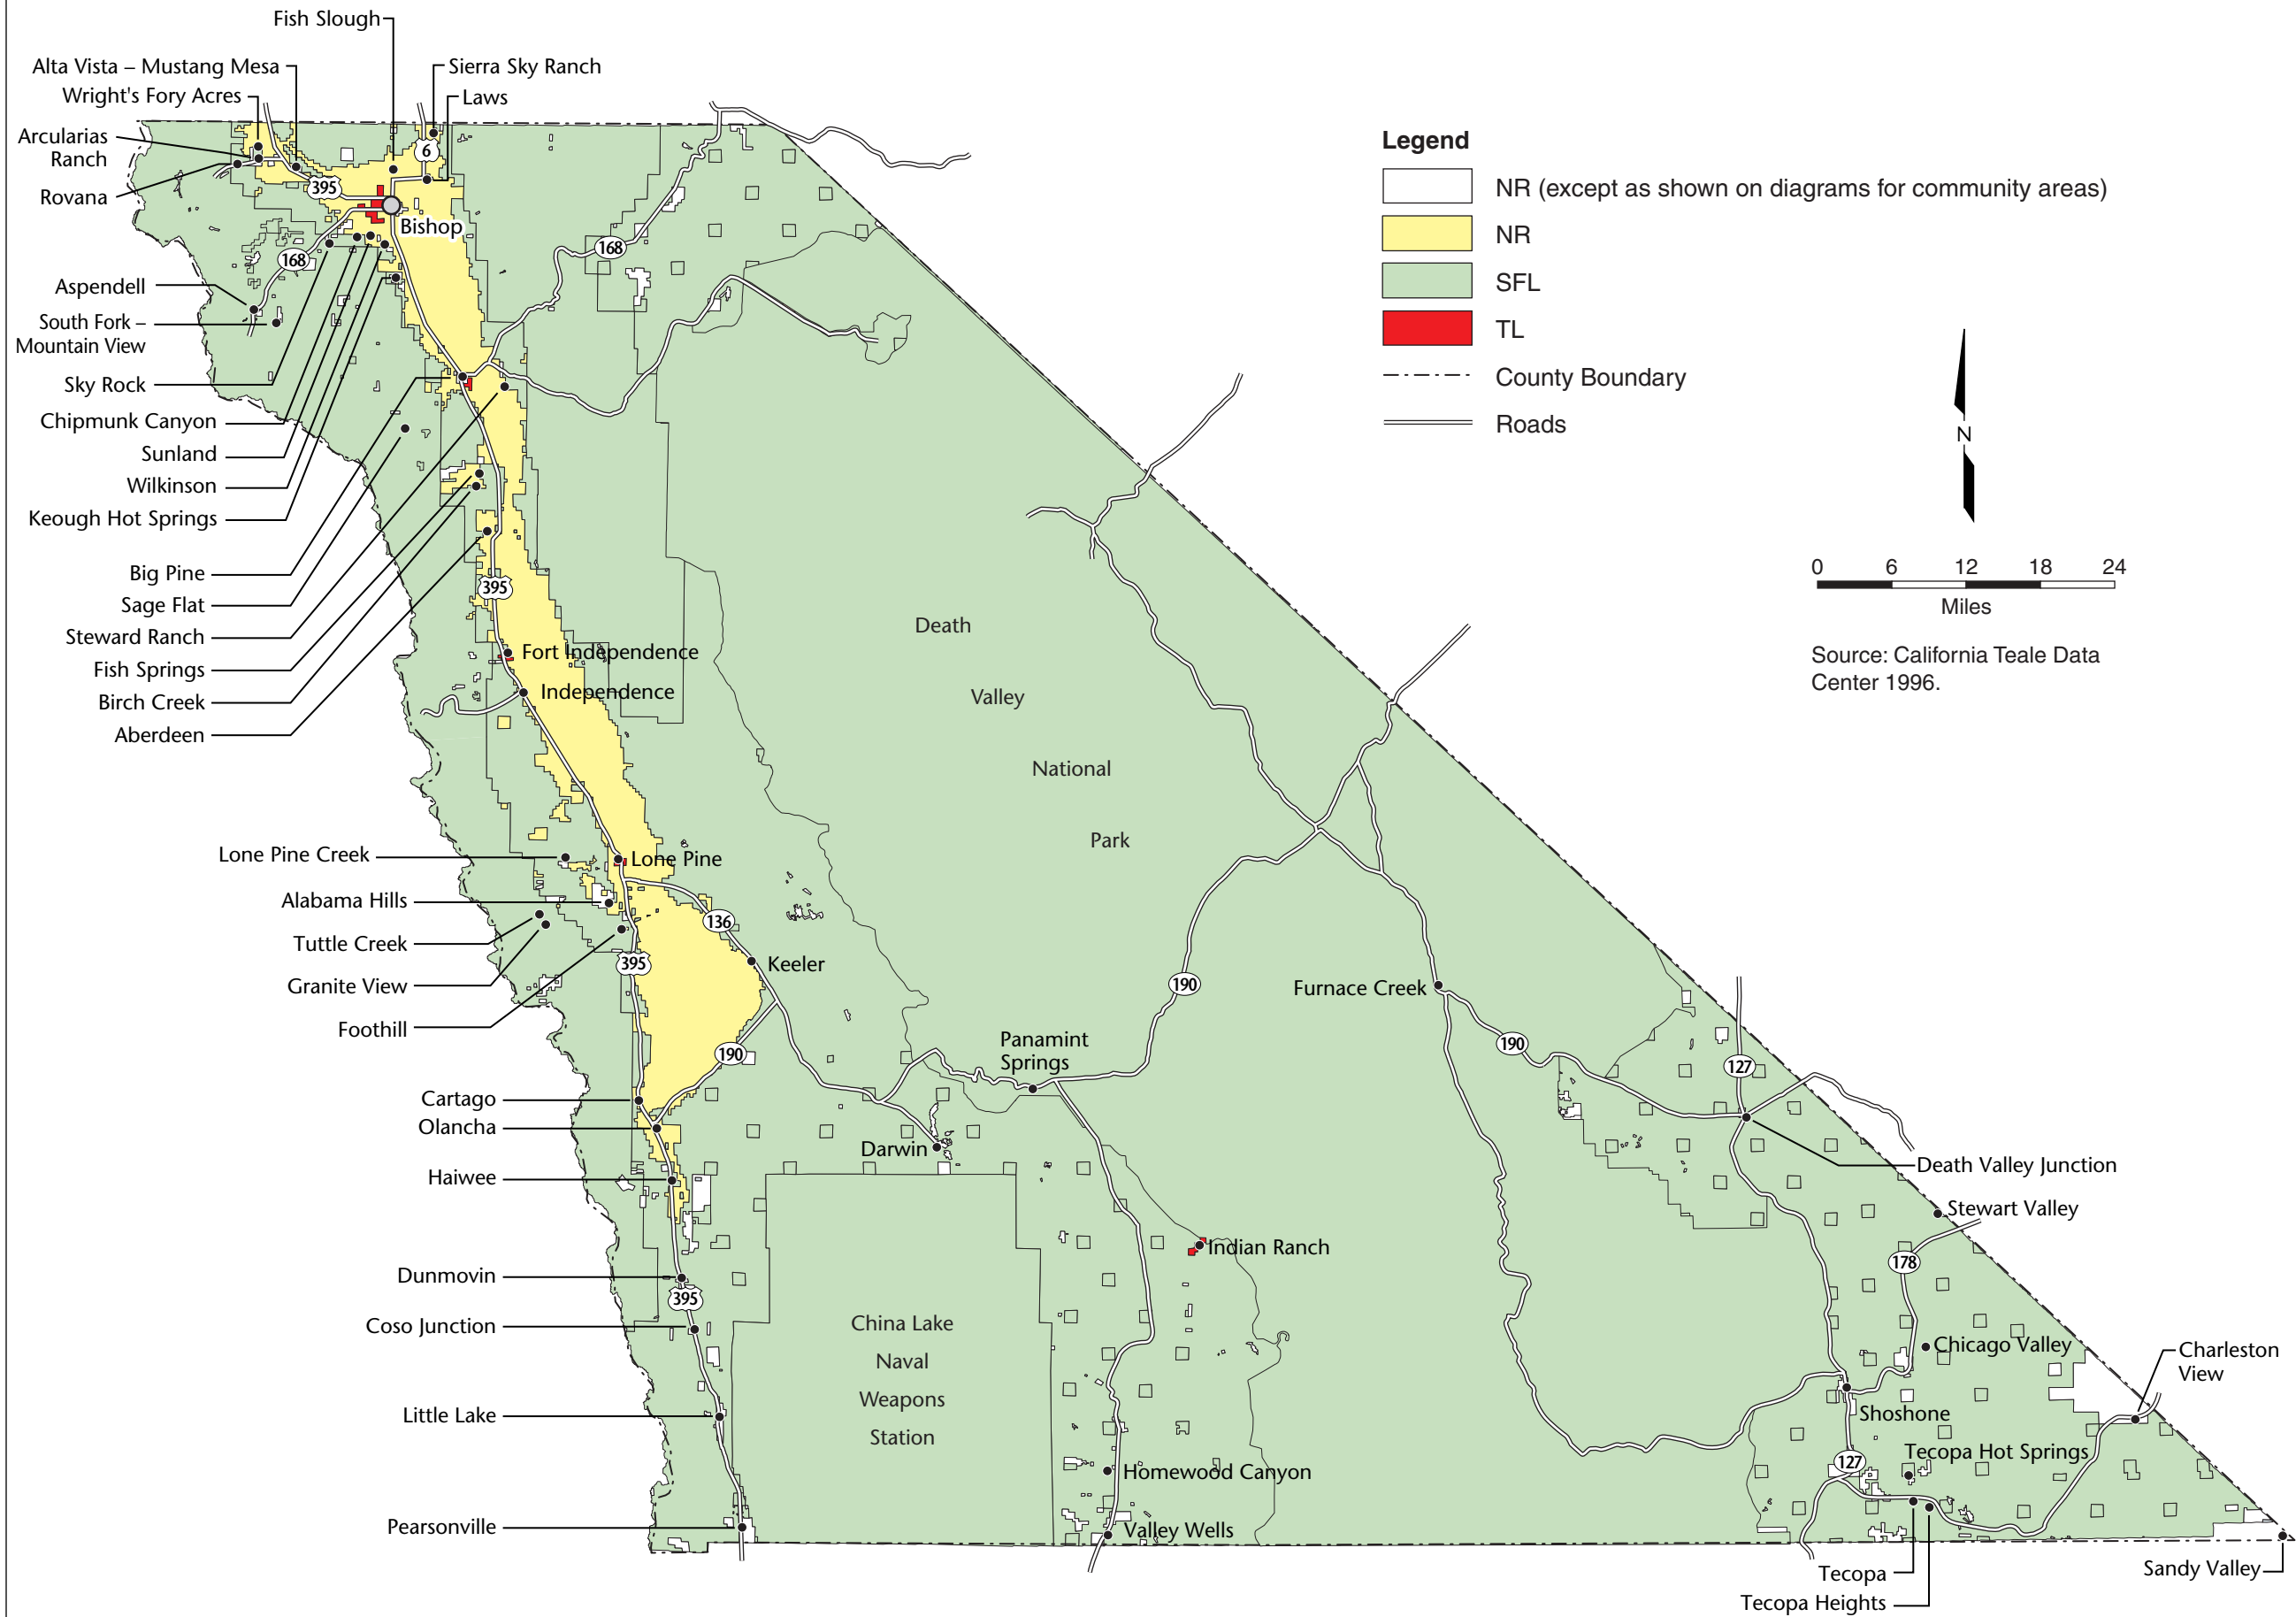 Fish Slough
Alta Vista – Mustang Mesa
Sierra Sky Ranch
Wright's Fory Acres
Laws
Arcularias
Ranch
Rovana
6
395
Bishop
168
168
Aspendell
South Fork –
Mountain View
Sky Rock
Chipmunk Canyon
Sunland
Wilkinson
Keough Hot Springs
Big Pine
Sage Flat
Steward Ranch
Fish Springs
Birch Creek
Aberdeen
395
Fort Independence
Independence
Legend
NR (except as shown on diagrams for community areas)
NR
SFL
TL
County Boundary
Roads
N
0 6 12 18 24
Miles
Source: California Teale Data
Center 1996.
Death
Valley
National
Park
Lone Pine Creek
Lone Pine
Alabama Hills
Tuttle Creek
Granite View
Foothill
136
395
Keeler
190
190
Furnace Creek
190
127
Panamint
Springs
Cartago
Olancha
Darwin
Haiwee
Death Valley Junction
Stewart Valley
178
Indian Ranch
Dunmovin
395
Coso Junction
China Lake
Naval
Weapons
Station
Little Lake
Chicago Valley
Charleston
View
Shoshone
Tecopa Hot Springs
127
Homewood Canyon
Valley Wells
Pearsonville
Tecopa
Tecopa Heights
Sandy Valley